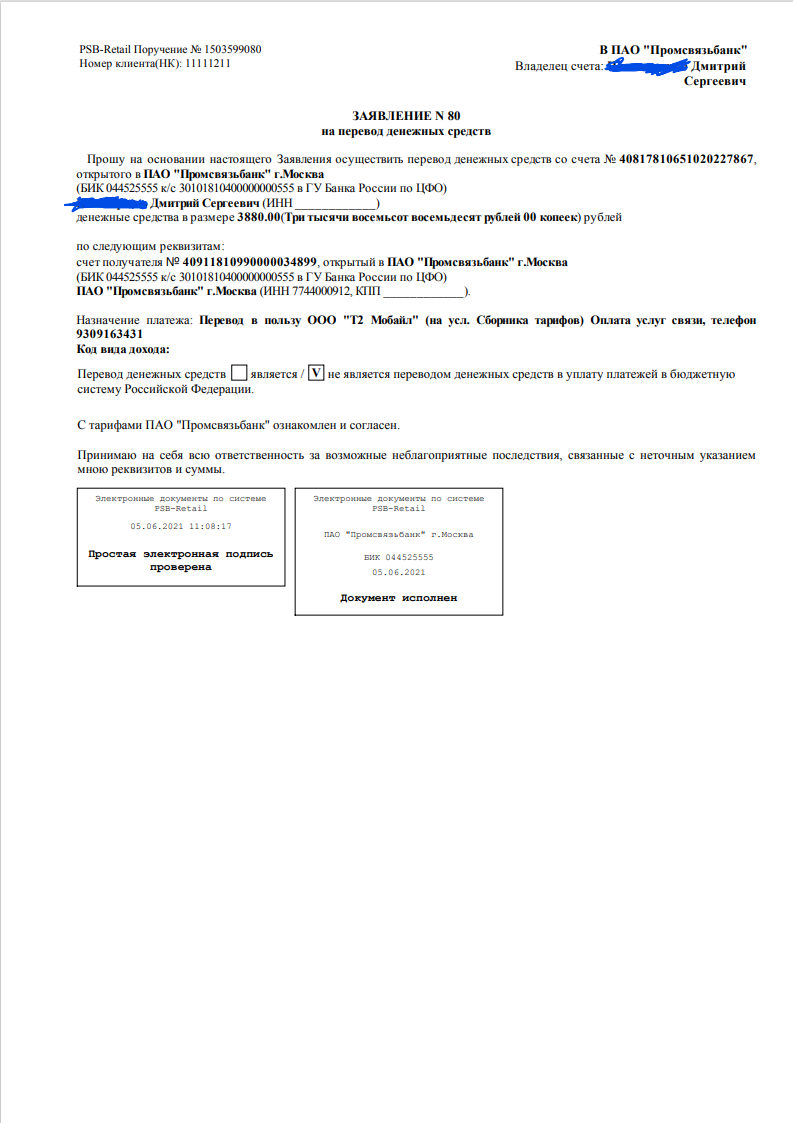 PSB-Retail Поручение № 1503599080
Номер клиента(НК): 11111211
В ПАО "Промсвязьбанк"
Владелец счета: Дмитрий
Сергеевич
ЗАЯВЛЕНИЕ N 80
на перевод денежных средств
Прошу на основании настоящего Заявления осуществить перевод денежных средств со счета № 40817810651020227867,
открытого в ПАО "Промсвязьбанк" г.Москва
(БИК 044525555 к/с 30101810400000000555 в ГУ Банка России по ЦФО)
Дмитрий Сергеевич (ИНН ____________)
денежные средства в размере 3880.00(Три тысячи восемьсот восемьдесят рублей 00 копеек) рублей
по следующим реквизитам:
счет получателя № 40911810990000034899, открытый в ПАО "Промсвязьбанк" г.Москва
(БИК 044525555 к/с 30101810400000000555 в ГУ Банка России по ЦФО)
ПАО "Промсвязьбанк" г.Москва (ИНН 7744000912, КПП ____________).
Назначение платежа: Перевод в пользу ООО "Т2 Мобайл" (на усл. Сборника тарифов) Оплата услуг связи, телефон
9309163431
Код вида дохода:
Перевод денежных средств является / V не является переводом денежных средств в уплату платежей в бюджетную
систему Российской Федерации.
С тарифами ПАО "Промсвязьбанк" ознакомлен и согласен.
Принимаю на себя всю ответственность за возможные неблагоприятные последствия, связанные с неточным указанием
мною реквизитов и суммы.
Электронные документы по системе
PSB-Retail
05.06.2021 11:08:17
Простая электронная подпись
проверена
Электронные документы по системе
PSB-Retail
ПАО "Промсвязьбанк" г.Москва
БИК 044525555
05.06.2021
Документ исполнен